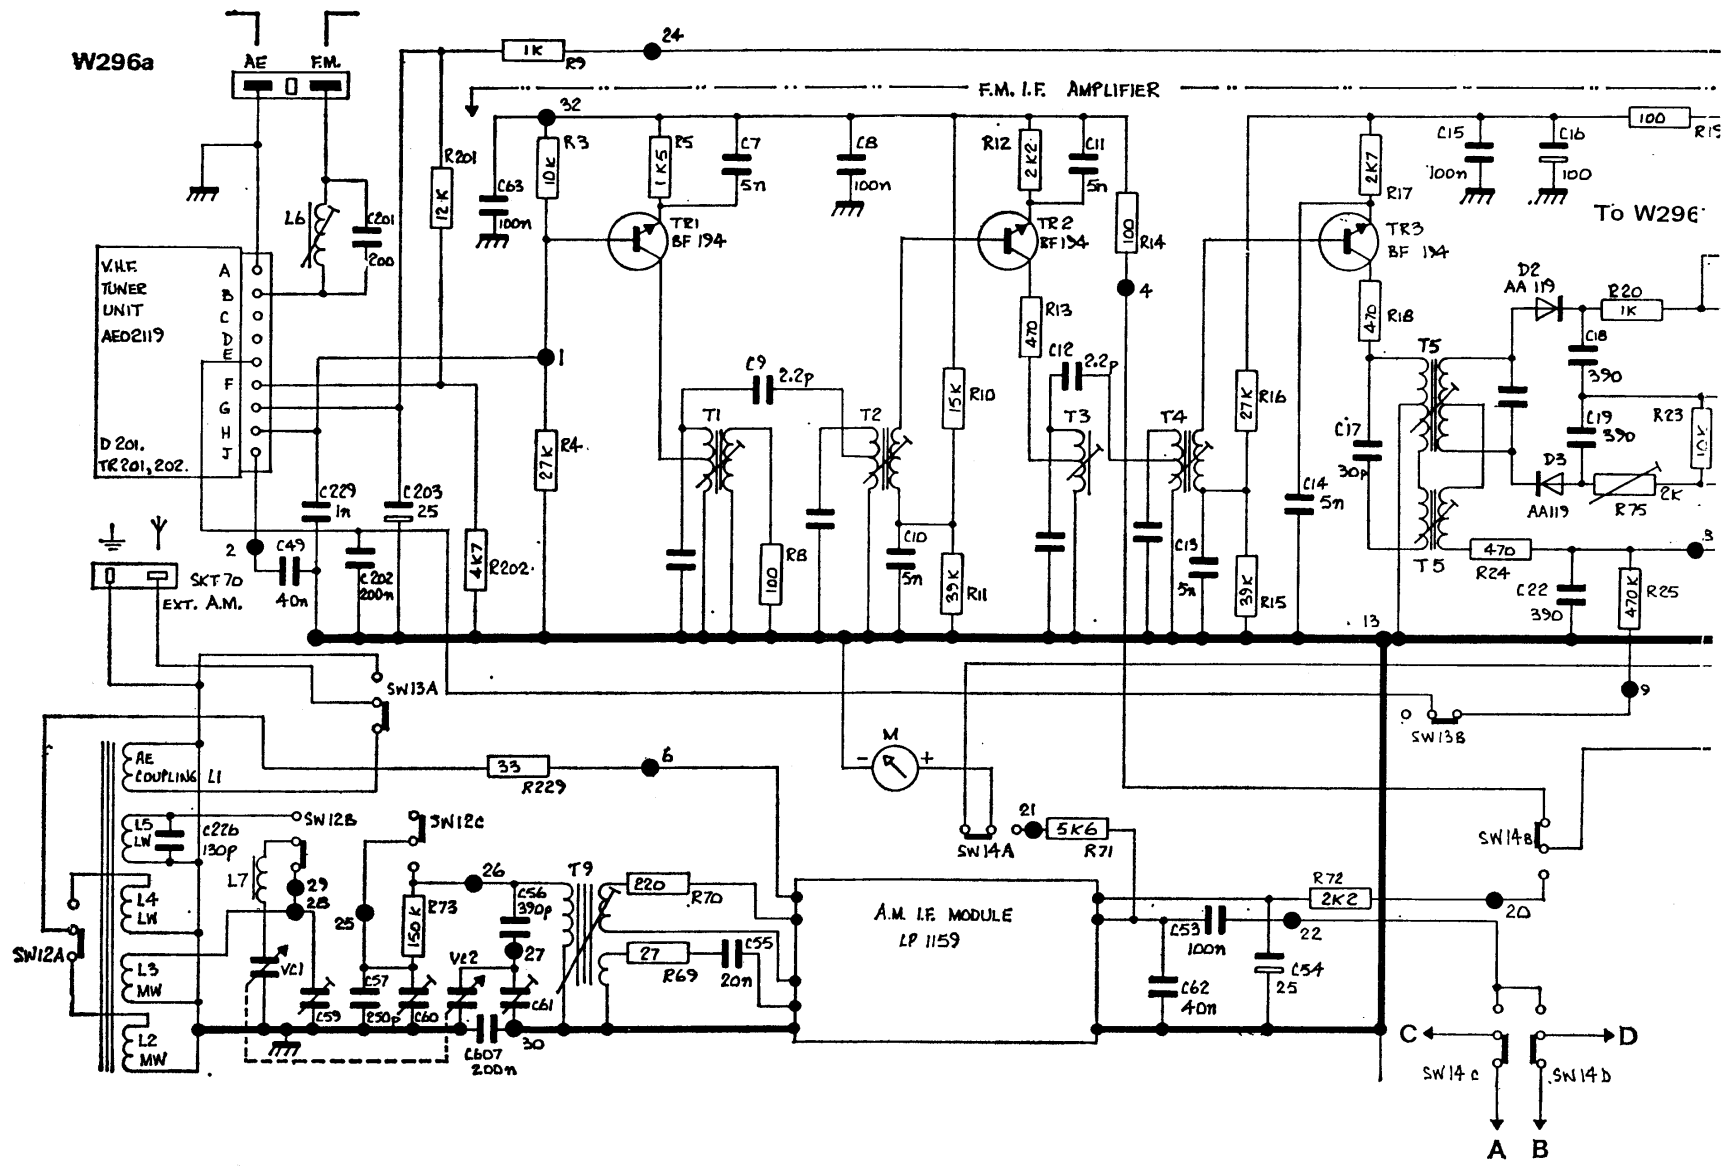 W296a
AE
F.M.
24
1K
R9
F.M. I.F. AMPLIFIER
32
R3
10K
R201
12K
C63
100n
R5
1K5
C7
5n
C8
100n
TR1
BF 194
R12
2K2
C11
5n
TR2
BF194
100
R14
4
2K7
R17
TR3
BF 194
C15
100n
C16
100
100
R19
To W296
L6
C201
200
V.H.F.
TUNER
UNIT
AED2119
D201.
TR201,202.
A
B
C
D
E
F
G
H
J
1
R4
27K
C229
1n
C203
25
2
C49
40n
C202
200n
4K7
R202
SKT70
EXT. A.M.
C9
2.2p
T1
R8
100
T2
C10
5n
15K
R10
39K
R11
R13
470
C12
2.2p
T3
T4
C13
5n
27K
R16
39K
R15
C14
5n
470
R18
C17
30p
T5
T5
D2
AA119
R20
1K
C18
390
C19
390
R23
10K
D3
AA119
2K
R75
470
R24
C22
390
470K
R25
8
13
9
SW13A
SW13B
AE
COUPLING L1
33
R229
6
M
-
+
L5
LW
C226
130p
SW12B
SW12C
L7
29
28
L4
LW
SW12A
L3
MW
L2
MW
VC1
C59
25
C57
250p
R73
150K
C60
26
C56
390p
27
VC2
C61
C607
200n
30
T9
220
R70
27
R69
C55
20n
A.M. I.F. MODULE
LP 1159
SW14A
21
5K6
R71
C53
100n
22
C62
40n
C54
25
R72
2K2
20
SW14B
C
D
SW14C
SW14D
A
B